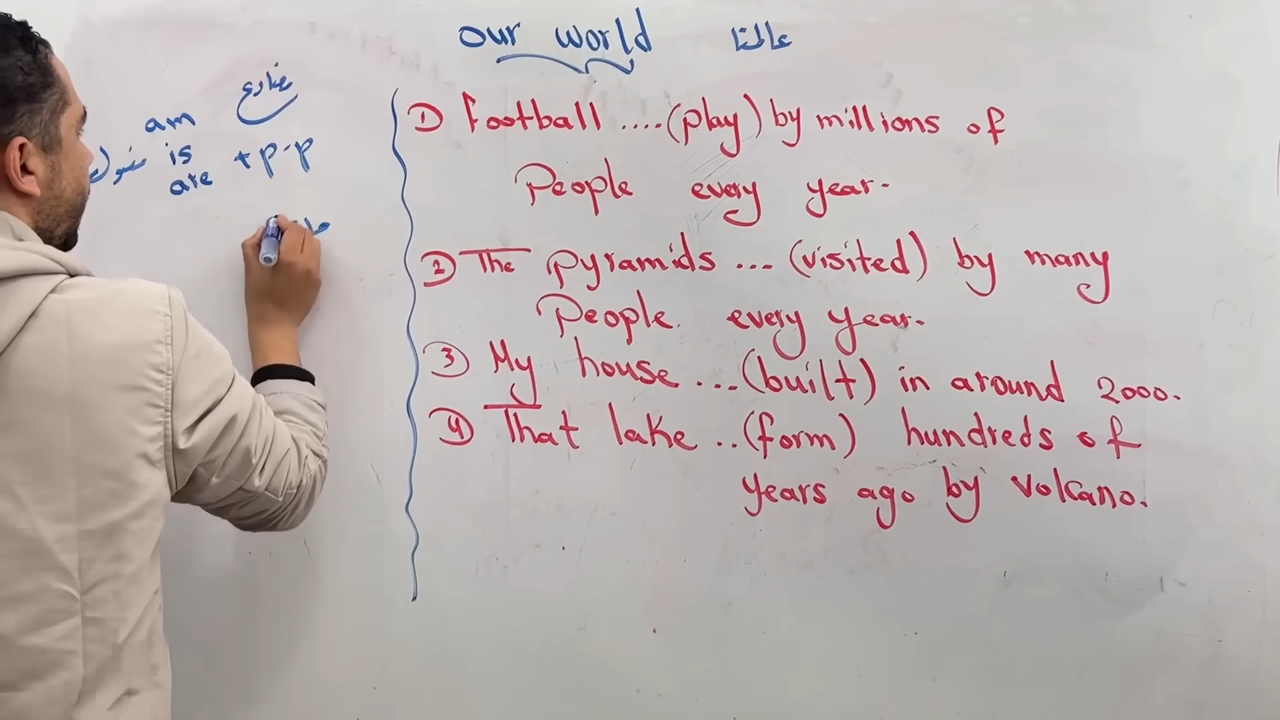 our world عالمنا
مضارع
am
مفعول is + p.p
are
① Football ....(play) by millions of
People every year.
② The pyramids ... (visited) by many
People every year.
③ My house ...(built) in around 2000.
④ That lake ..(form) hundreds of
years ago by volcano.